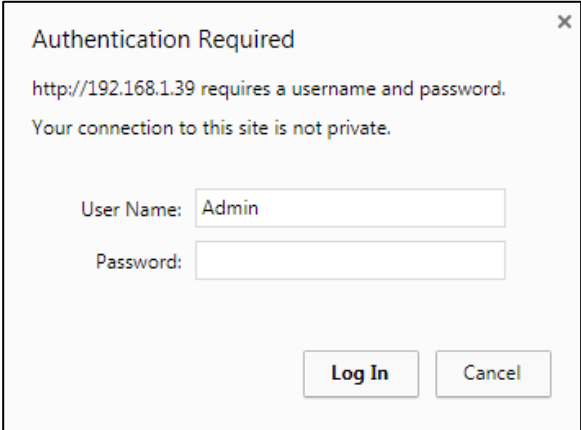 Authentication Required
http://192.168.1.39 requires a username and password.
Your connection to this site is not private.
User Name: Admin
Password:
Log In Cancel